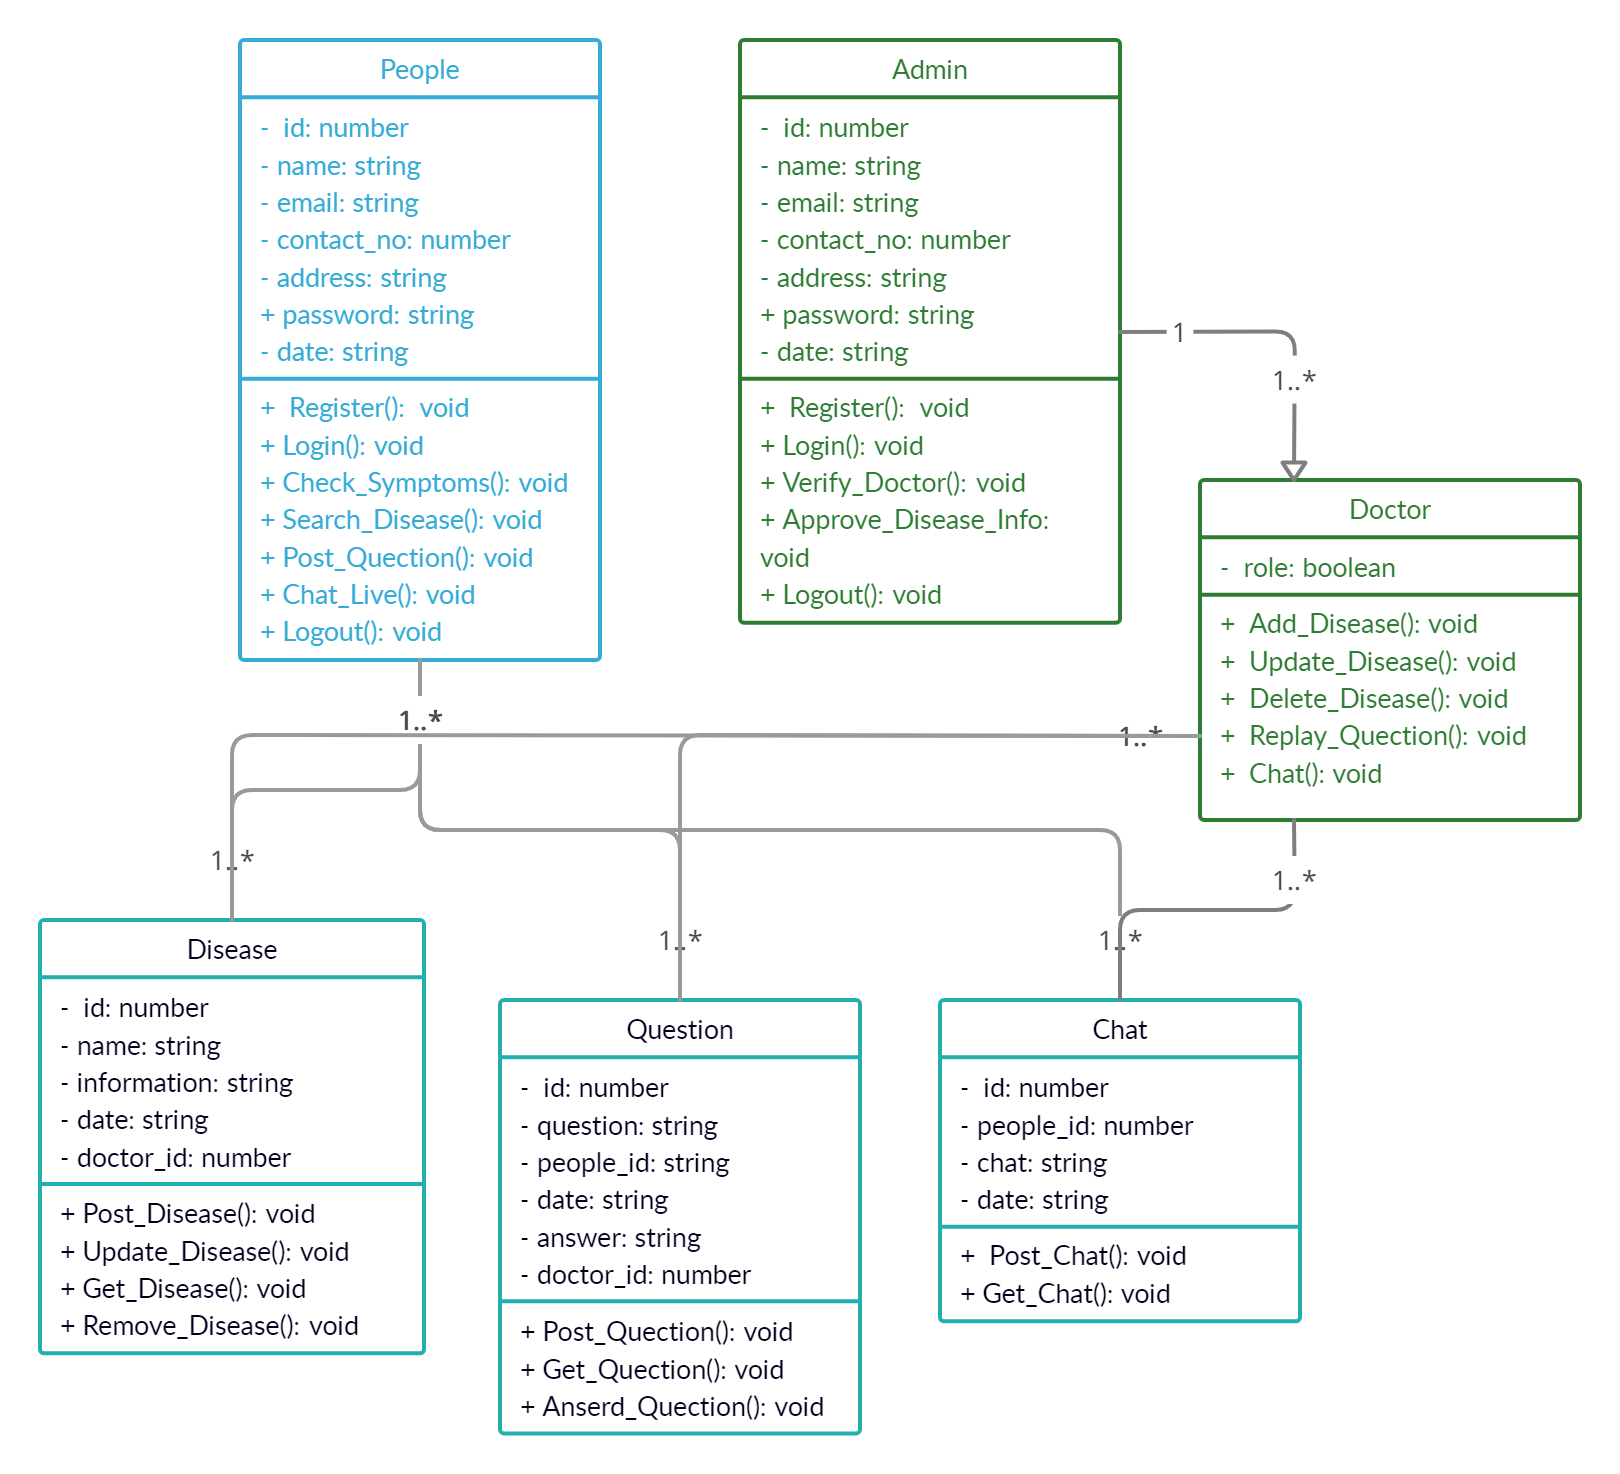 People
- id: number
- name: string
- email: string
- contact_no: number
- address: string
+ password: string
- date: string
+ Register(): void
+ Login(): void
+ Check_Symptoms(): void
+ Search_Disease(): void
+ Post_Quection(): void
+ Chat_Live(): void
+ Logout(): void
Admin
- id: number
- name: string
- email: string
- contact_no: number
- address: string
+ password: string
- date: string
+ Register(): void
+ Login(): void
+ Verify_Doctor(): void
+ Approve_Disease_Info:
void
+ Logout(): void
1
1..*
Doctor
- role: boolean
+ Add_Disease(): void
+ Update_Disease(): void
+ Delete_Disease(): void
+ Replay_Quection(): void
+ Chat(): void
1..*
1..*
1..*
1..*
1..*
1..*
Disease
- id: number
- name: string
- information: string
- date: string
- doctor_id: number
+ Post_Disease(): void
+ Update_Disease(): void
+ Get_Disease(): void
+ Remove_Disease(): void
Question
- id: number
- question: string
- people_id: string
- date: string
- answer: string
- doctor_id: number
+ Post_Quection(): void
+ Get_Quection(): void
+ Anserd_Quection(): void
Chat
- id: number
- people_id: number
- chat: string
- date: string
+ Post_Chat(): void
+ Get_Chat(): void